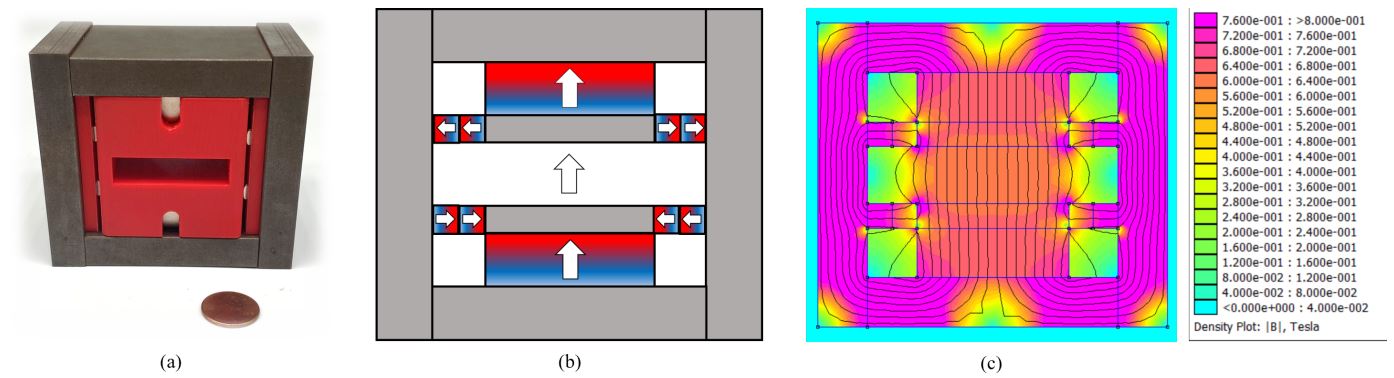 7.600e-001 : >8.000e-001
7.200e-001 : 7.600e-001
6.800e-001 : 7.200e-001
6.400e-001 : 6.800e-001
6.000e-001 : 6.400e-001
5.600e-001 : 6.000e-001
5.200e-001 : 5.600e-001
4.800e-001 : 5.200e-001
4.400e-001 : 4.800e-001
4.000e-001 : 4.400e-001
3.600e-001 : 4.000e-001
3.200e-001 : 3.600e-001
2.800e-001 : 3.200e-001
2.400e-001 : 2.800e-001
2.000e-001 : 2.400e-001
1.600e-001 : 2.000e-001
1.200e-001 : 1.600e-001
8.000e-002 : 1.200e-001
4.000e-002 : 8.000e-002
<0.000e+000 : 4.000e-002
Density Plot: |B|, Tesla
(a)
(b)
(c)